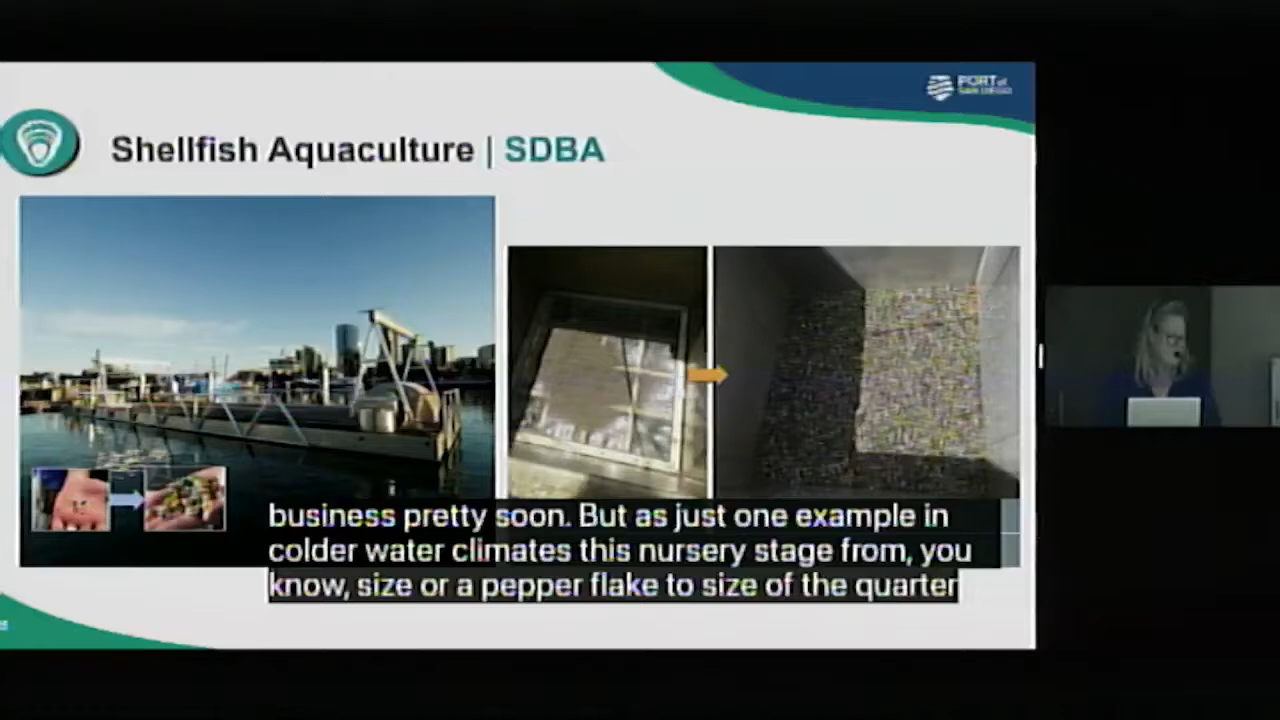 PORT of
SAN DIEGO
Shellfish Aquaculture | SDBA
business pretty soon. But as just one example in
colder water climates this nursery stage from, you
know, size or a pepper flake to size of the quarter